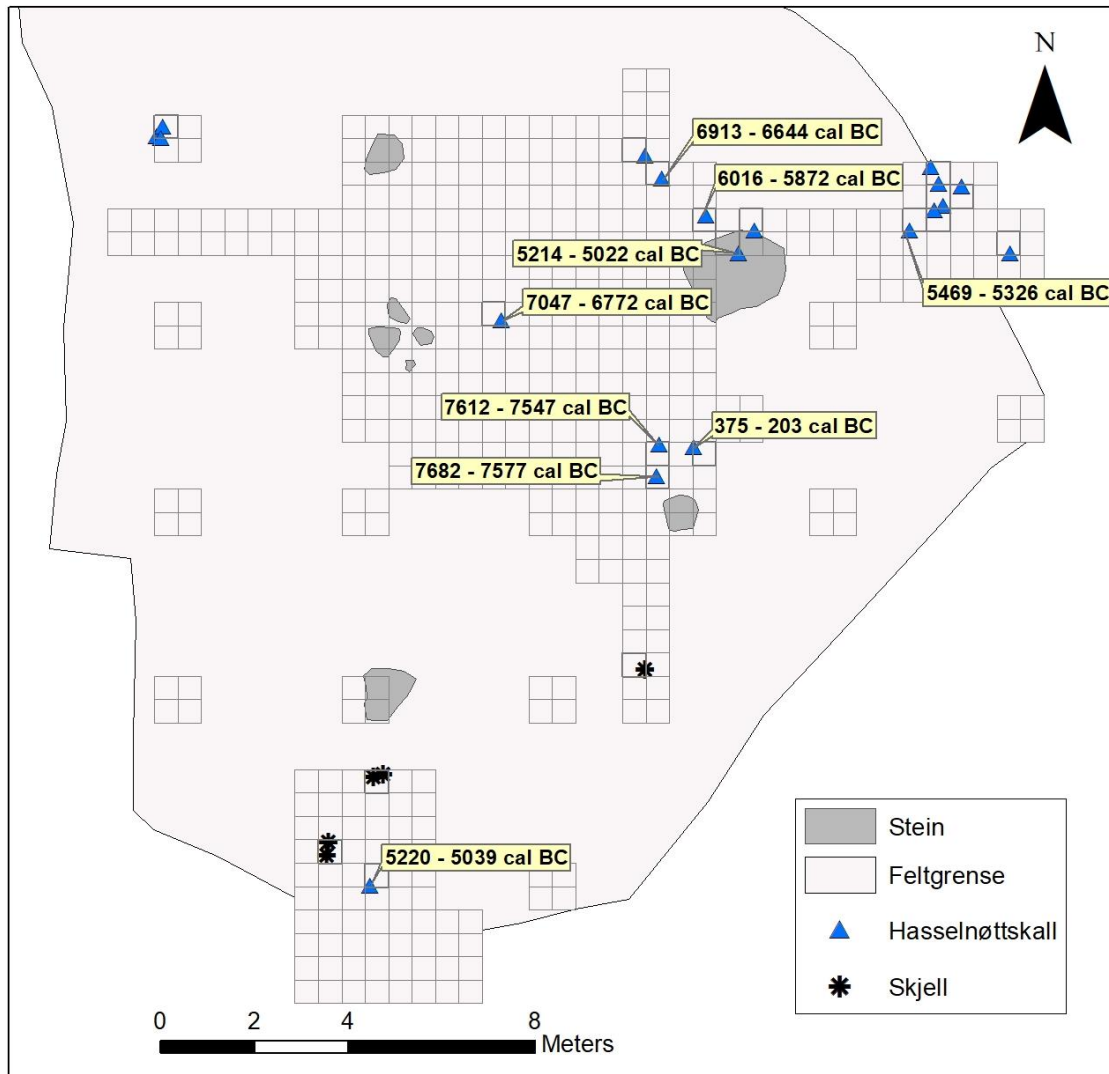 N
6913 - 6644 cal BC
6016 - 5872 cal BC
5214 - 5022 cal BC
5469 - 5326 cal BC
7047 - 6772 cal BC
7612 - 7547 cal BC
375 - 203 cal BC
7682 - 7577 cal BC
5220 - 5039 cal BC
Stein
Feltgrense
Hasselnøttskall
Skjell
0 2 4 8
Meters